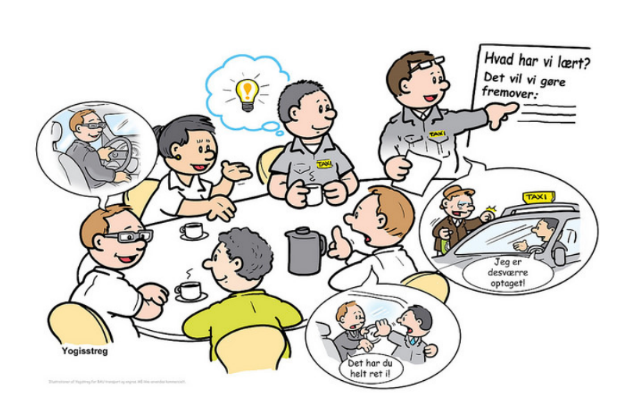 Hvad har vi lært?
Det vil vi gøre
fremover:
TAXI
TAXI
TAXI
Jeg er
desværre
optaget!
Det har du
helt ret i!
Yogisstreg